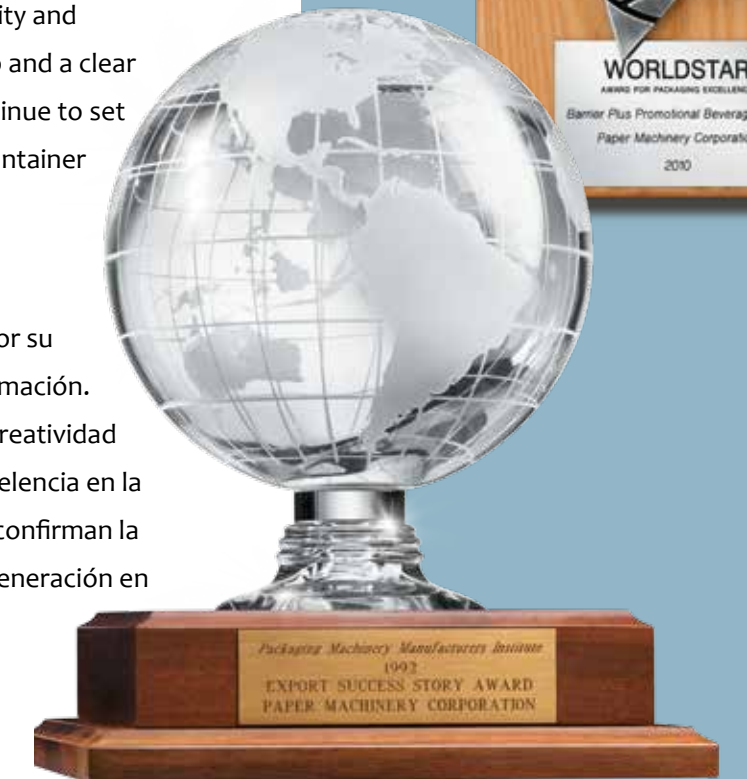 ity and
and a clear
inue to set
ntainer
or su
mación.
reatividad
elencia en la
confirman la
eneración en
WORLDSTAR
AWARD FOR PACKAGING EXCELLENC
Barrier Plus Promotional Beverag
Paper Machinery Corporatio
2010
Packaging Machinery Manufacturers Institute
1992
EXPORT SUCCESS STORY AWARD
PAPER MACHINERY CORPORATION